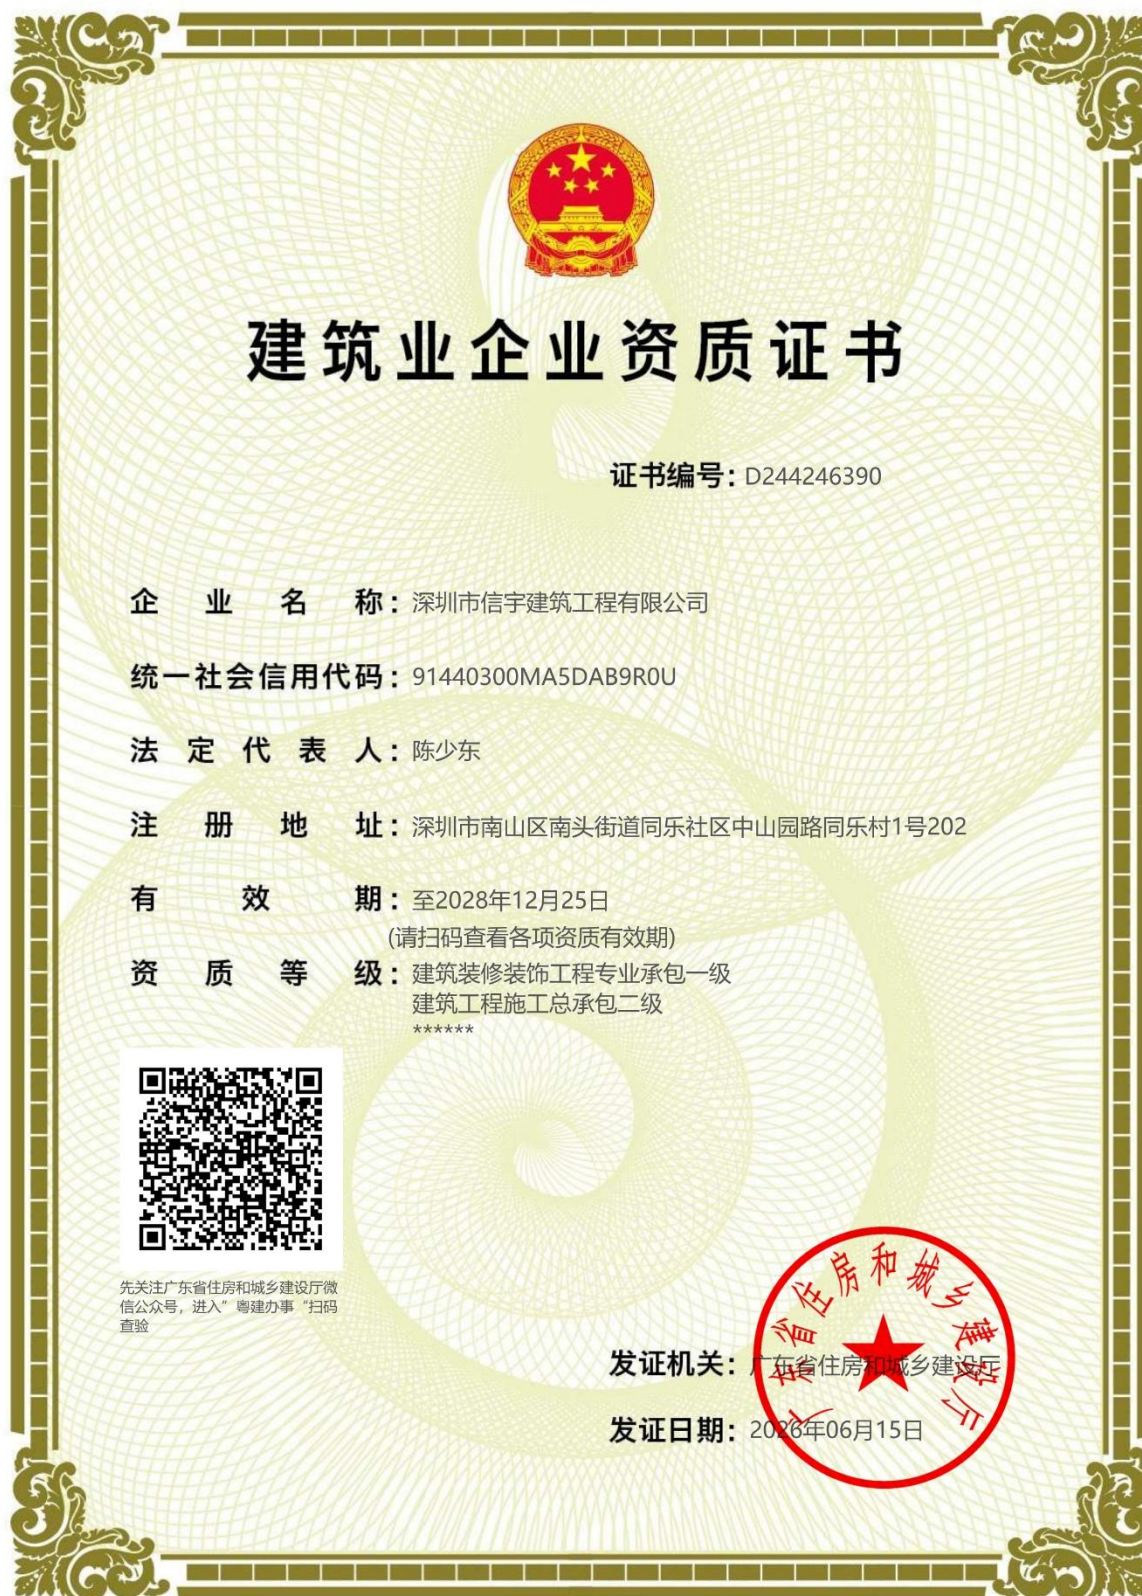 建筑业企业资质证书
证书编号：D244246390
企业名称：深圳市信宇建筑工程有限公司
统一社会信用代码：91440300MA5DAB9R0U
法定代表人：陈少东
注册地址：深圳市南山区南头街道同乐社区中山园路同乐村1号202
有效期：至2028年12月25日
(请扫码查看各项资质有效期)
资质等级：建筑装修装饰工程专业承包一级
建筑工程施工总承包二级
******
先关注广东省住房和城乡建设厅微
信公众号，进入”粤建办事“扫码
查验
发证机关：广东省住房和城乡建设厅
发证日期：2026年06月15日
广东省住房和城乡建设厅